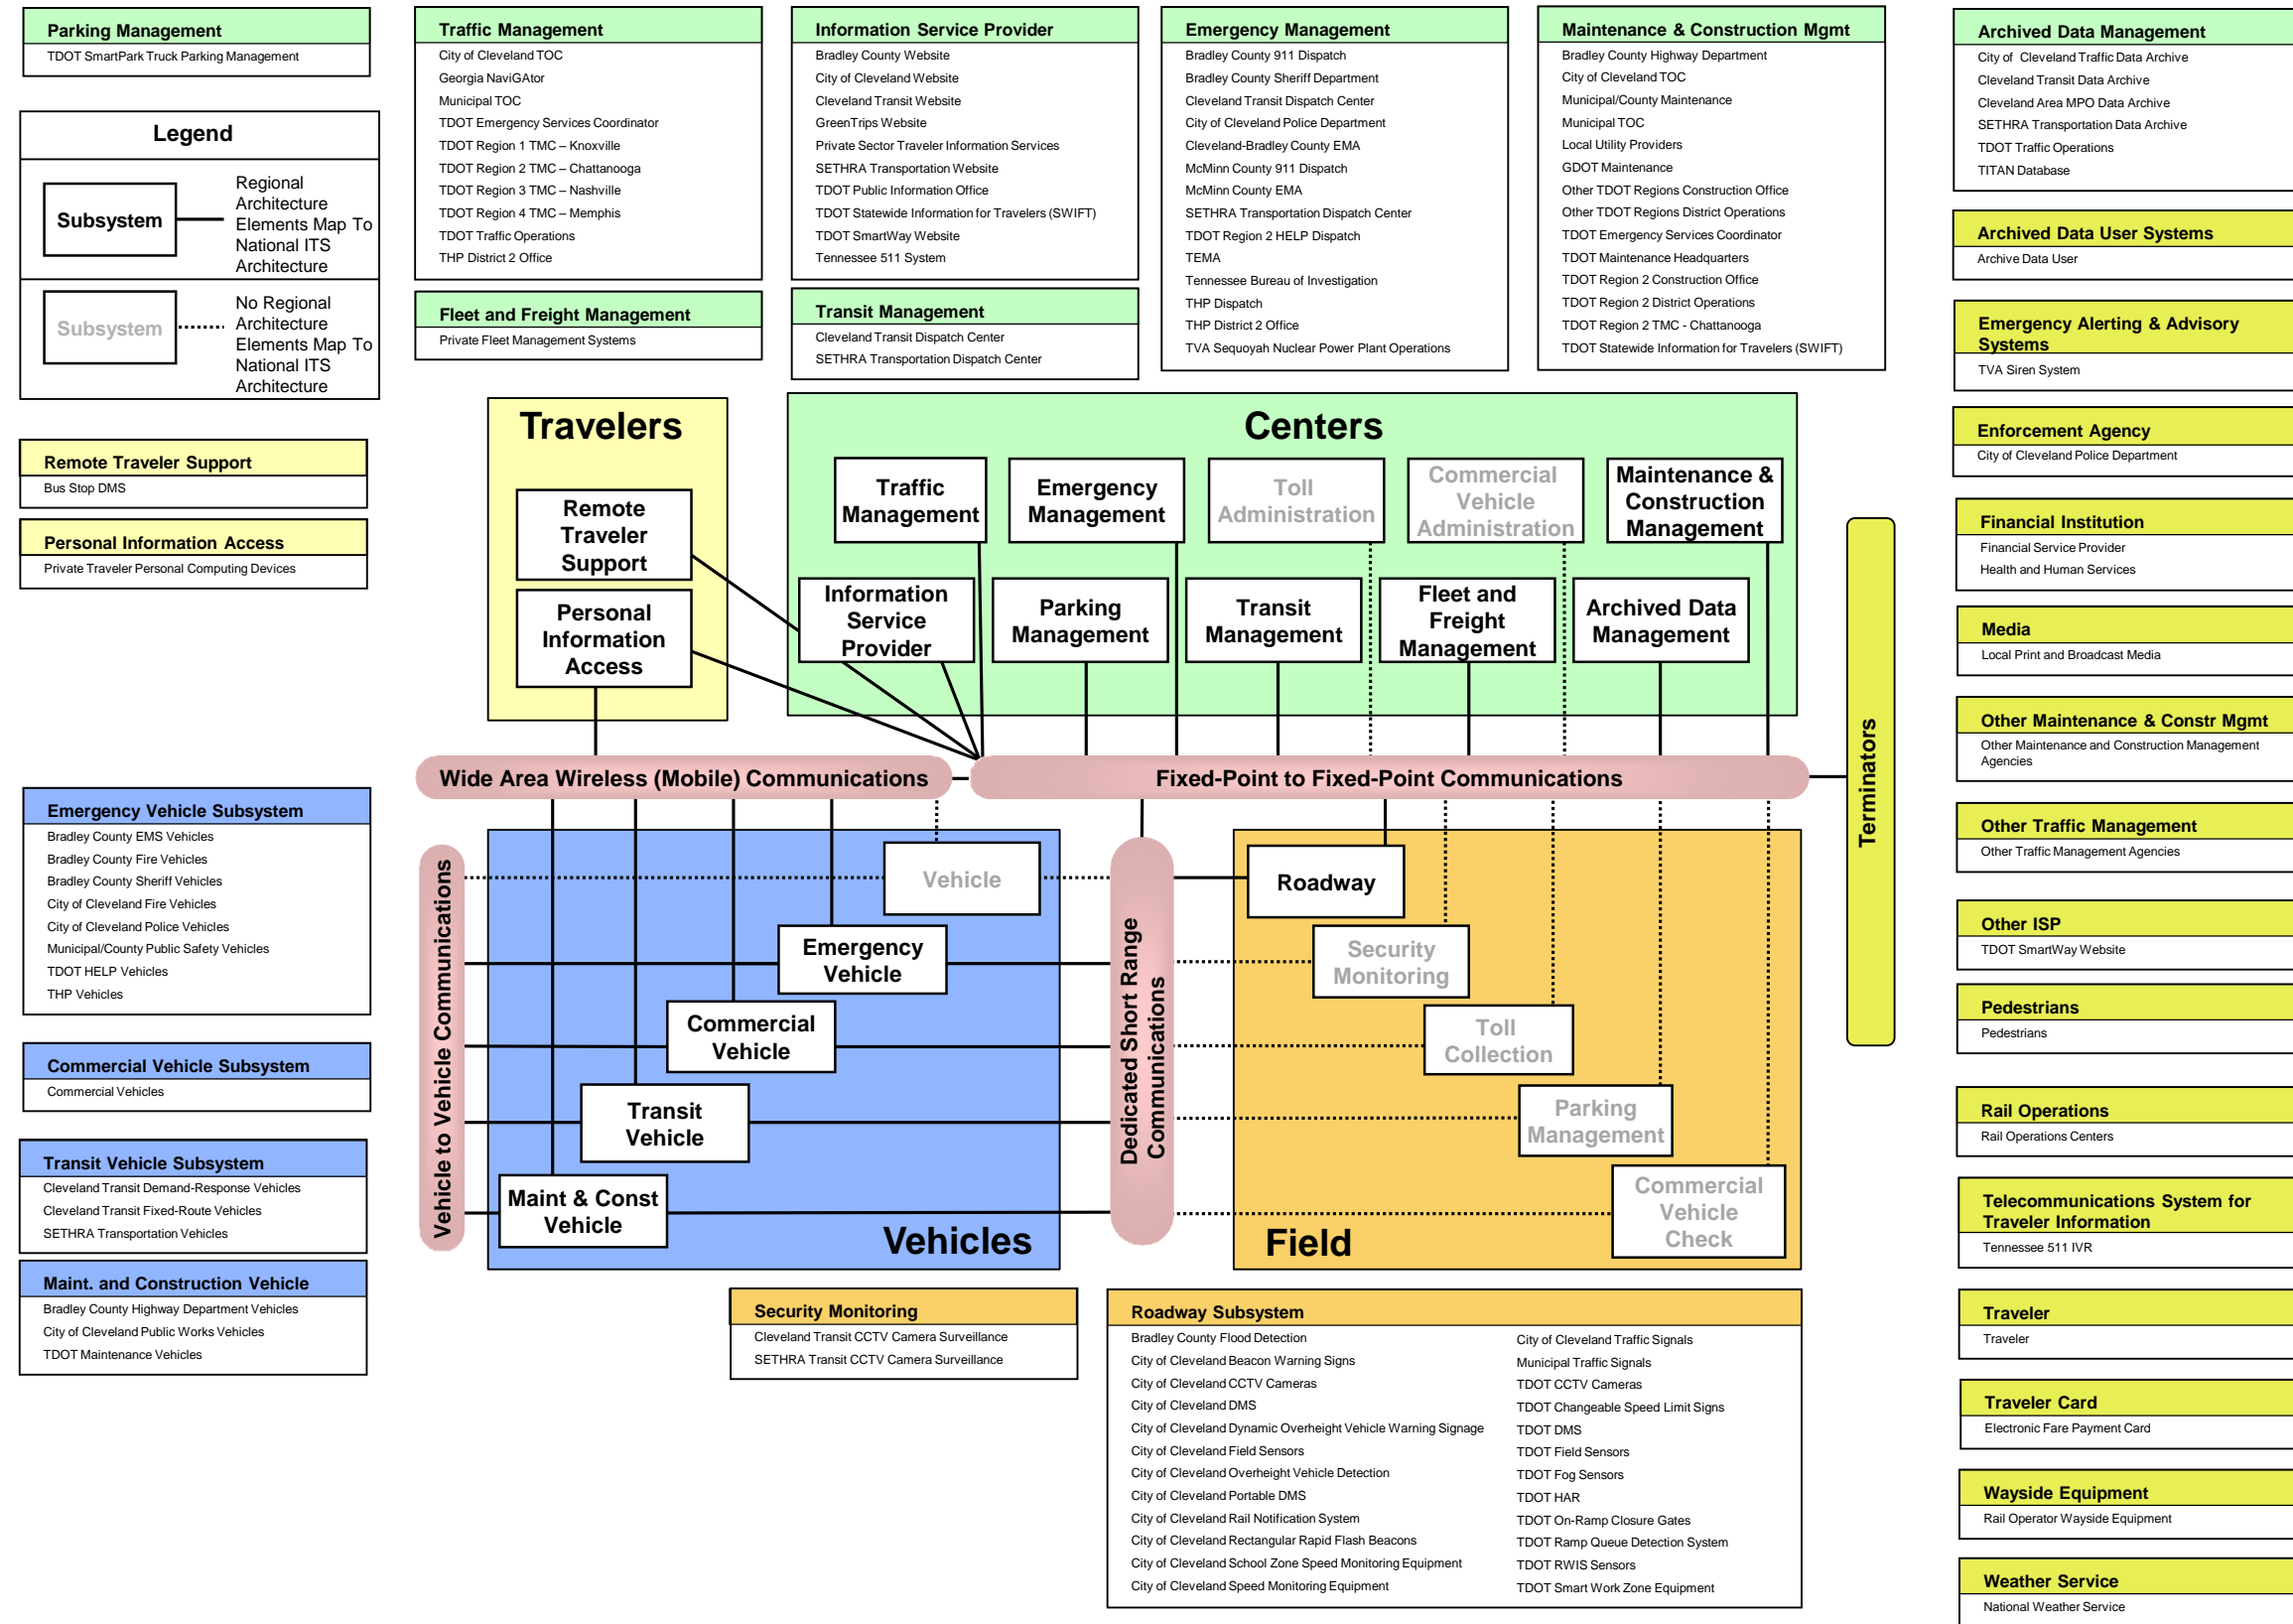 Parking Management
TDOT SmartPark Truck Parking Management
Legend
Subsystem
Regional
Architecture
Elements Map To
National ITS
Architecture
Subsystem
No Regional
Architecture
Elements Map To
National ITS
Architecture
Traffic Management
City of Cleveland TOC
Georgia NaviGAtor
Municipal TOC
TDOT Emergency Services Coordinator
TDOT Region 1 TMC – Knoxville
TDOT Region 2 TMC – Chattanooga
TDOT Region 3 TMC – Nashville
TDOT Region 4 TMC – Memphis
TDOT Traffic Operations
THP District 2 Office
Fleet and Freight Management
Private Fleet Management Systems
Information Service Provider
Bradley County Website
City of Cleveland Website
Cleveland Transit Website
GreenTrips Website
Private Sector Traveler Information Services
SETHRA Transportation Website
TDOT Public Information Office
TDOT Statewide Information for Travelers (SWIFT)
TDOT SmartWay Website
Tennessee 511 System
Transit Management
Cleveland Transit Dispatch Center
SETHRA Transportation Dispatch Center
Emergency Management
Bradley County 911 Dispatch
Bradley County Sheriff Department
Cleveland Transit Dispatch Center
City of Cleveland Police Department
Cleveland-Bradley County EMA
McMinn County 911 Dispatch
McMinn County EMA
SETHRA Transportation Dispatch Center
TDOT Region 2 HELP Dispatch
TEMA
Tennessee Bureau of Investigation
THP Dispatch
THP District 2 Office
TVA Sequoyah Nuclear Power Plant Operations
Maintenance & Construction Mgmt
Bradley County Highway Department
City of Cleveland TOC
Municipal/County Maintenance
Municipal TOC
Local Utility Providers
GDOT Maintenance
Other TDOT Regions Construction Office
Other TDOT Regions District Operations
TDOT Emergency Services Coordinator
TDOT Maintenance Headquarters
TDOT Region 2 Construction Office
TDOT Region 2 District Operations
TDOT Region 2 TMC - Chattanooga
TDOT Statewide Information for Travelers (SWIFT)
Archived Data Management
City of Cleveland Traffic Data Archive
Cleveland Transit Data Archive
Cleveland Area MPO Data Archive
SETHRA Transportation Data Archive
TDOT Traffic Operations
TITAN Database
Archived Data User Systems
Archive Data User
Emergency Alerting & Advisory
Systems
TVA Siren System
Enforcement Agency
City of Cleveland Police Department
Financial Institution
Financial Service Provider
Health and Human Services
Media
Local Print and Broadcast Media
Other Maintenance & Constr Mgmt
Other Maintenance and Construction Management
Agencies
Other Traffic Management
Other Traffic Management Agencies
Other ISP
TDOT SmartWay Website
Pedestrians
Pedestrians
Rail Operations
Rail Operations Centers
Telecommunications System for
Traveler Information
Tennessee 511 IVR
Traveler
Traveler
Traveler Card
Electronic Fare Payment Card
Wayside Equipment
Rail Operator Wayside Equipment
Weather Service
National Weather Service
Remote Traveler Support
Bus Stop DMS
Personal Information Access
Private Traveler Personal Computing Devices
Travelers
Remote
Traveler
Support
Personal
Information
Access
Centers
Traffic
Management
Emergency
Management
Toll
Administration
Commercial
Vehicle
Administration
Maintenance &
Construction
Management
Information
Service
Provider
Parking
Management
Transit
Management
Fleet and
Freight
Management
Archived Data
Management
Terminators
Wide Area Wireless (Mobile) Communications
Fixed-Point to Fixed-Point Communications
Vehicle to Vehicle Communications
Dedicated Short Range
Communications
Vehicle
Emergency
Vehicle
Commercial
Vehicle
Transit
Vehicle
Maint & Const
Vehicle
Vehicles
Roadway
Security
Monitoring
Toll
Collection
Parking
Management
Commercial
Vehicle
Check
Field
Emergency Vehicle Subsystem
Bradley County EMS Vehicles
Bradley County Fire Vehicles
Bradley County Sheriff Vehicles
City of Cleveland Fire Vehicles
City of Cleveland Police Vehicles
Municipal/County Public Safety Vehicles
TDOT HELP Vehicles
THP Vehicles
Commercial Vehicle Subsystem
Commercial Vehicles
Transit Vehicle Subsystem
Cleveland Transit Demand-Response Vehicles
Cleveland Transit Fixed-Route Vehicles
SETHRA Transportation Vehicles
Maint. and Construction Vehicle
Bradley County Highway Department Vehicles
City of Cleveland Public Works Vehicles
TDOT Maintenance Vehicles
Security Monitoring
Cleveland Transit CCTV Camera Surveillance
SETHRA Transit CCTV Camera Surveillance
Roadway Subsystem
Bradley County Flood Detection
City of Cleveland Beacon Warning Signs
City of Cleveland CCTV Cameras
City of Cleveland DMS
City of Cleveland Dynamic Overheight Vehicle Warning Signage
City of Cleveland Field Sensors
City of Cleveland Overheight Vehicle Detection
City of Cleveland Portable DMS
City of Cleveland Rail Notification System
City of Cleveland Rectangular Rapid Flash Beacons
City of Cleveland School Zone Speed Monitoring Equipment
City of Cleveland Speed Monitoring Equipment
City of Cleveland Traffic Signals
Municipal Traffic Signals
TDOT CCTV Cameras
TDOT Changeable Speed Limit Signs
TDOT DMS
TDOT Field Sensors
TDOT Fog Sensors
TDOT HAR
TDOT On-Ramp Closure Gates
TDOT Ramp Queue Detection System
TDOT RWIS Sensors
TDOT Smart Work Zone Equipment